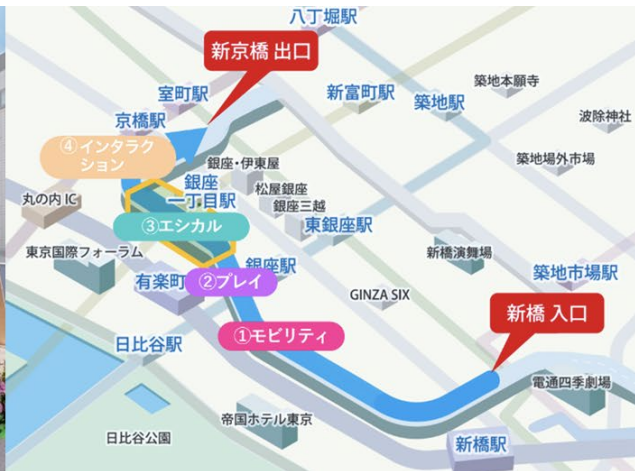 八丁堀駅
新京橋 出口
室町駅
新富町駅
築地本願寺
築地駅
京橋駅
波除神社
④インタラク
ション
銀座・伊東屋
築地場外市場
銀座
一丁目駅
松屋銀座
丸の内 IC
銀座三越
③エシカル
東銀座駅
東京国際フォーラム
新橋演舞場
銀座駅
築地市場駅
有楽町
②プレイ
GINZA SIX
新橋 入口
①モビリティ
日比谷駅
電通四季劇場
帝国ホテル東京
日比谷公園
新橋駅